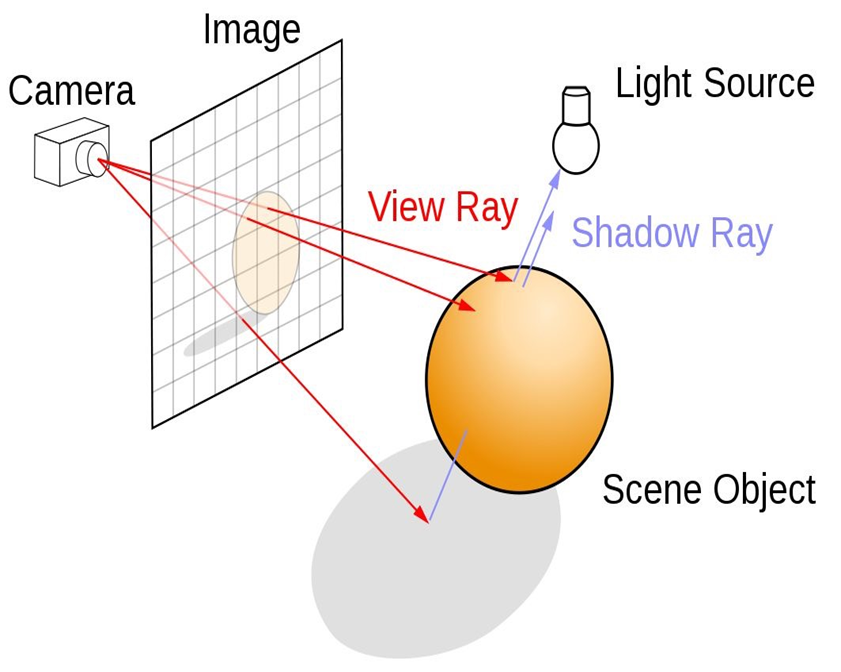 Image
Camera
Light Source
View Ray
Shadow Ray
Scene Object